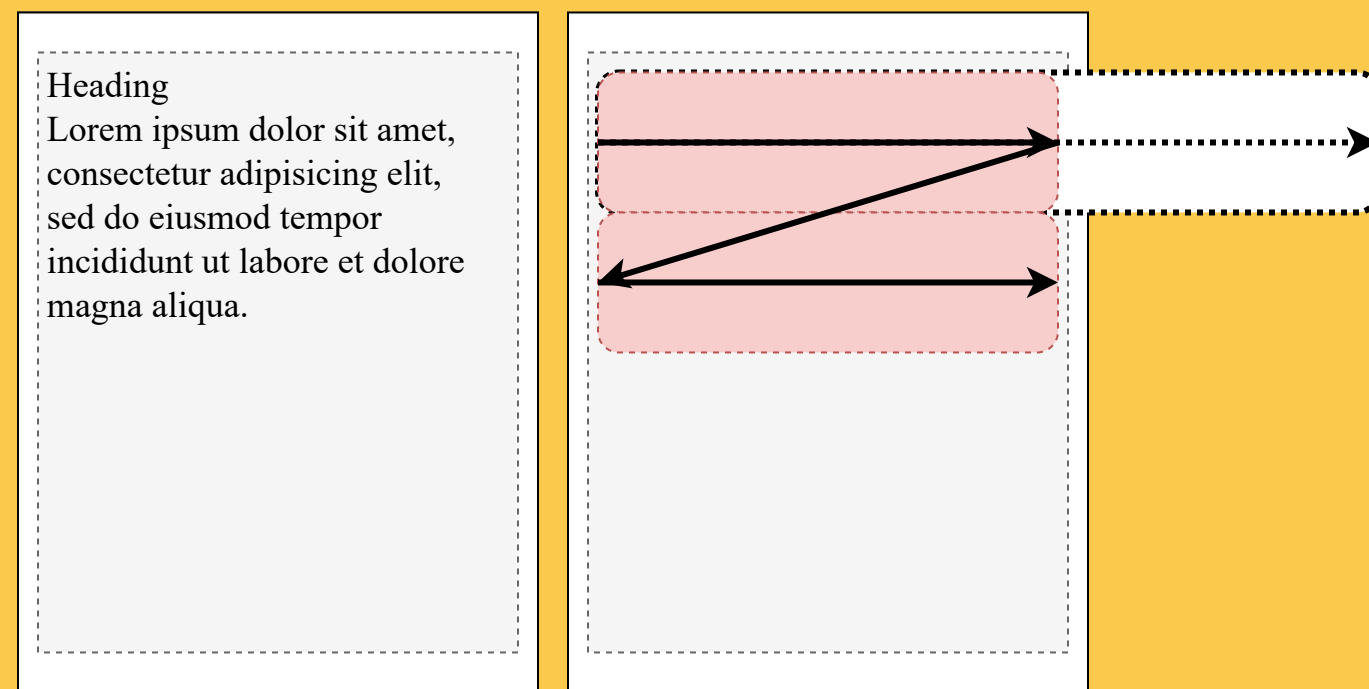 Heading
Lorem ipsum dolor sit amet,
consectetur adipisicing elit,
sed do eiusmod tempor
incididunt ut labore et dolore
magna aliqua.